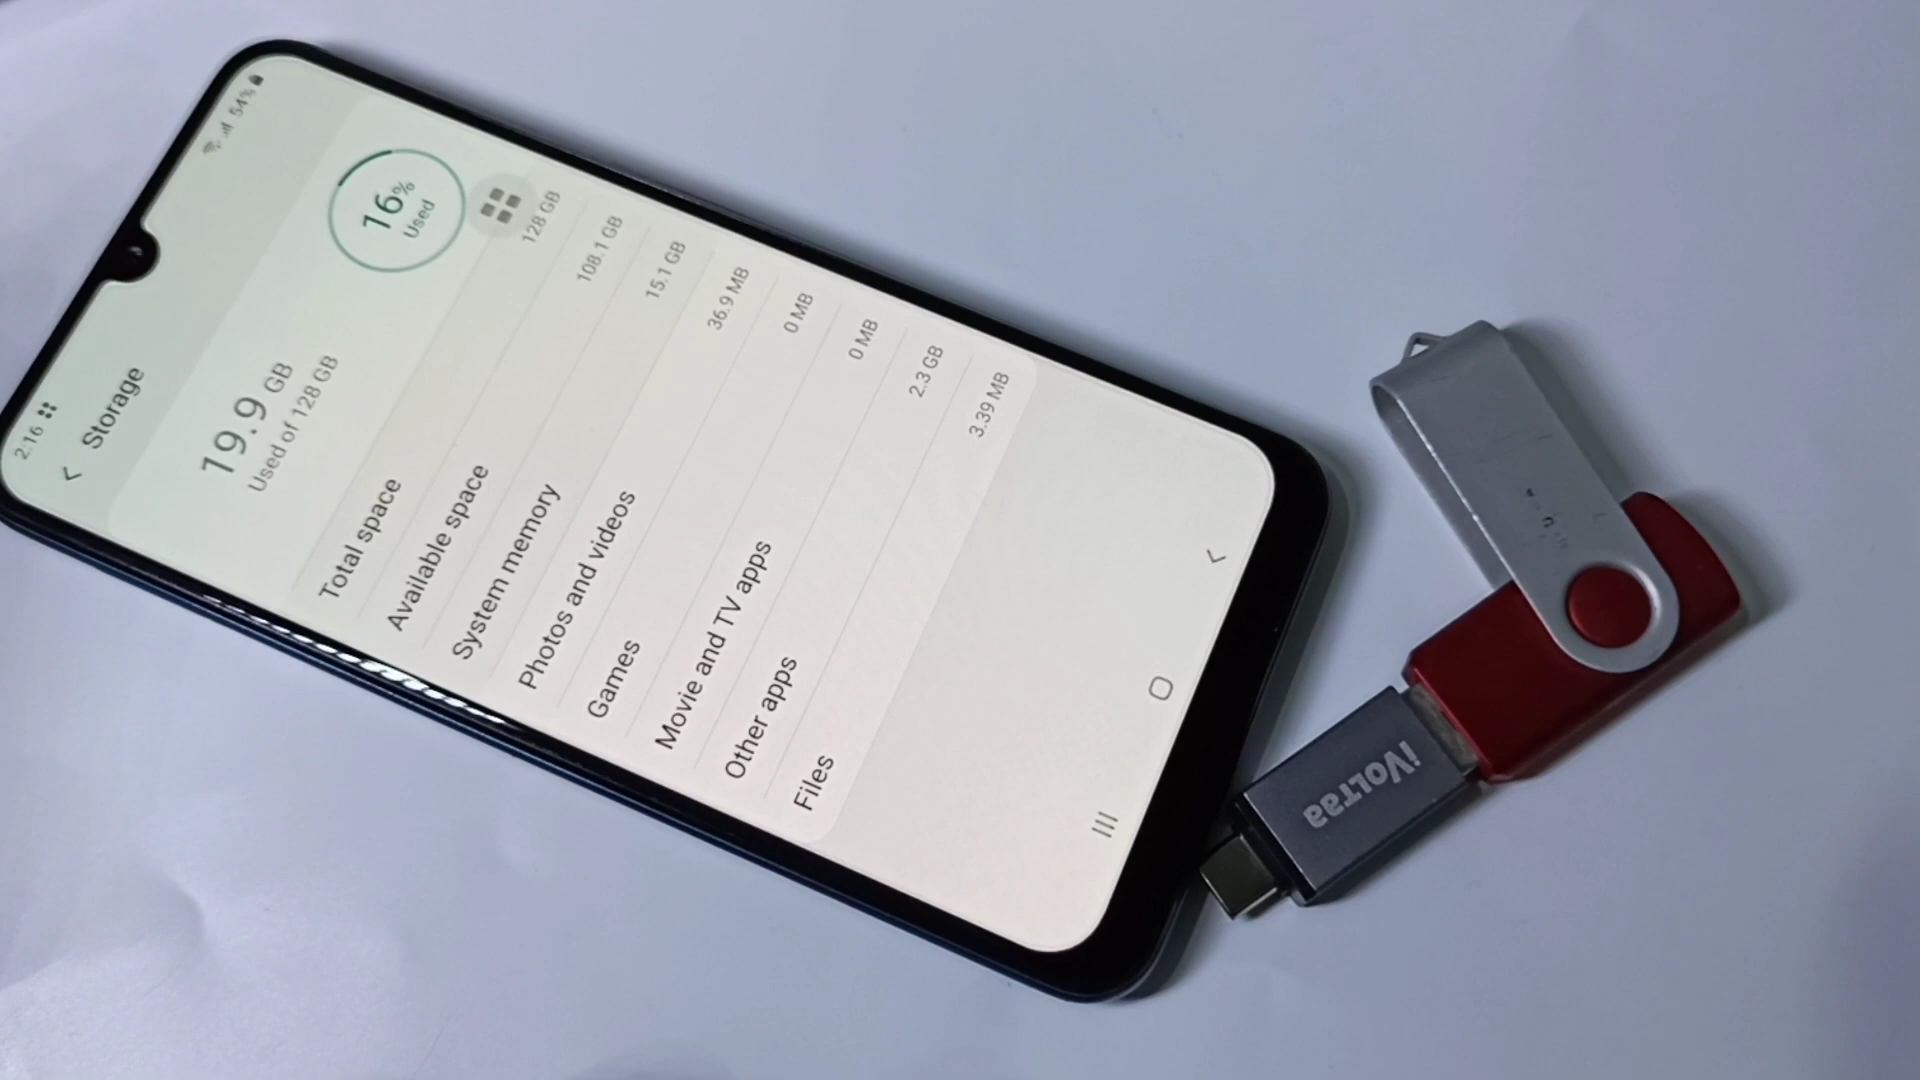 2:16
54%
Storage
19.9 GB
Used of 128 GB
16%
Used
Total space 128 GB
Available space 108.1 GB
System memory 15.1 GB
Photos and videos 36.9 MB
Games 0 MB
Movie and TV apps 0 MB
Other apps 2.3 GB
Files 3.39 MB
iVoltaa